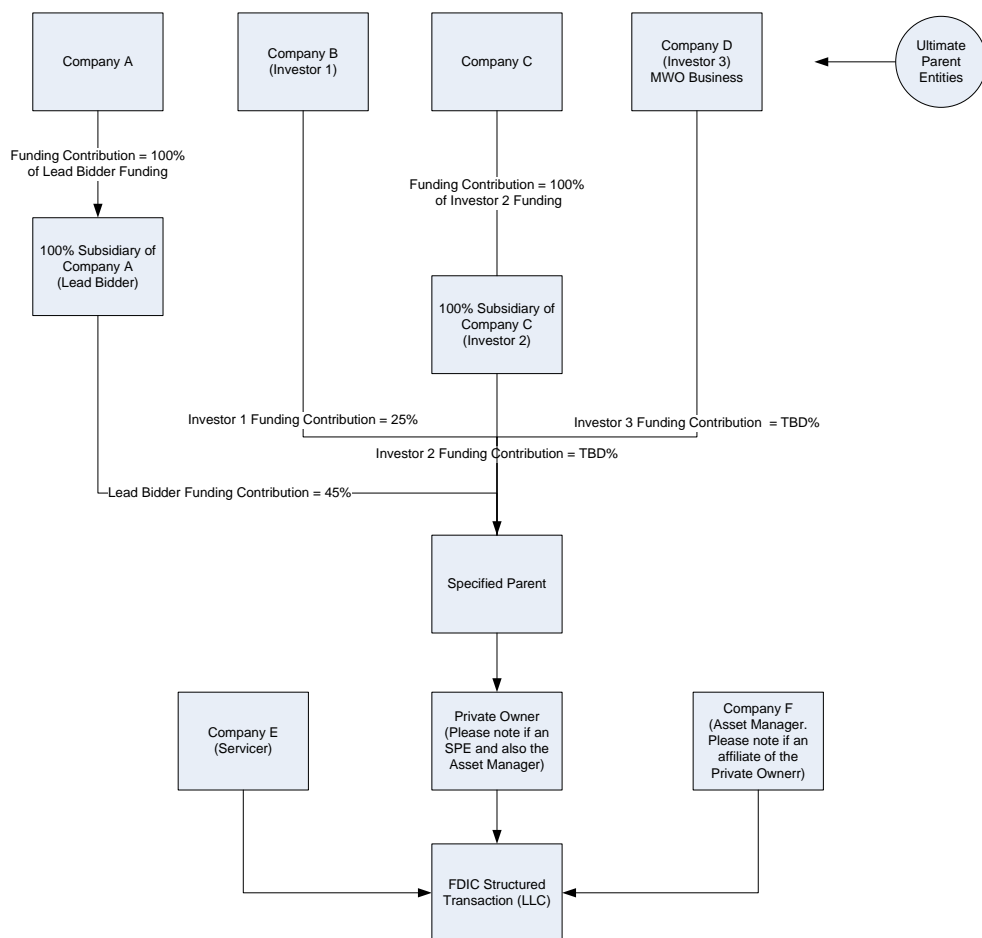 Company A
Company B
(Investor 1)
Company C
Company D
(Investor 3)
MWO Business
Ultimate
Parent
Entities
Funding Contribution = 100%
of Lead Bidder Funding
Funding Contribution = 100%
of Investor 2 Funding
100% Subsidiary of
Company A
(Lead Bidder)
100% Subsidiary of
Company C
(Investor 2)
Investor 1 Funding Contribution = 25%
Investor 3 Funding Contribution = TBD%
Investor 2 Funding Contribution = TBD%
Lead Bidder Funding Contribution = 45%
Specified Parent
Company E
(Servicer)
Private Owner
(Please note if an
SPE and also the
Asset Manager)
Company F
(Asset Manager.
Please note if an
affiliate of the
Private Ownerr)
FDIC Structured
Transaction (LLC)